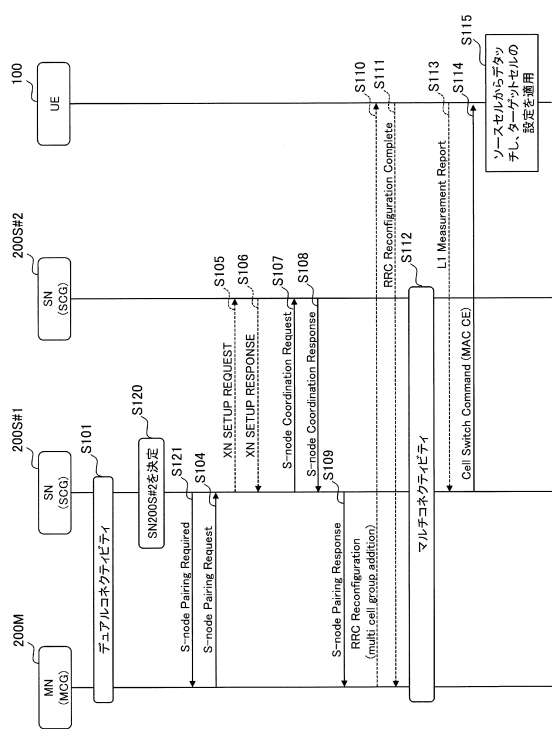 200M
MN
(MCG)
200S#1
SN
(SCG)
200S#2
SN
(SCG)
100
UE
S101
デュアルコネクティビティ
S120
SN200S#2を決定
S121
S-node Pairing Required
S104
S-node Pairing Request
S105
XN SETUP REQUEST
S106
XN SETUP RESPONSE
S107
S-node Coordination Request
S108
S-node Coordination Response
S109
S-node Pairing Response
S110
RRC Reconfiguration
(multi cell group addition)
S111
RRC Reconfiguration Complete
S112
マルチコネクティビティ
S113
L1 Measurement Report
S114
Cell Switch Command (MAC CE)
S115
ソースセルからデタッ
チし、ターゲットセルの
設定を適用